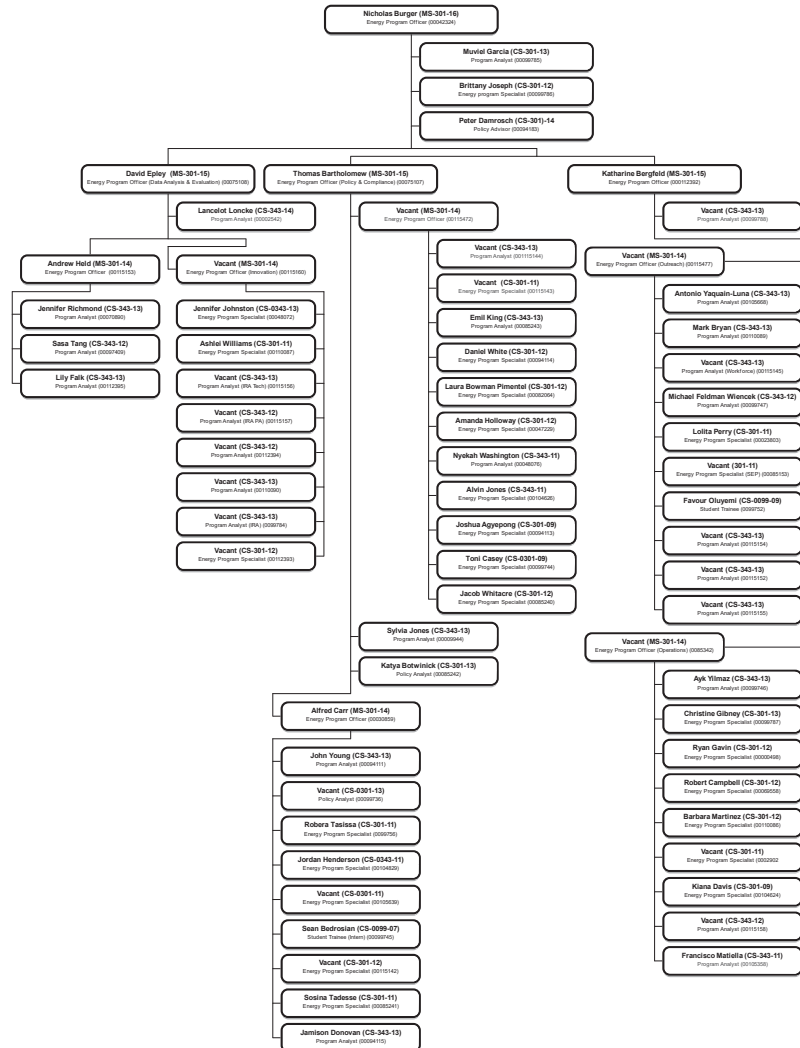 Nicholas Burger (MS-301-16)
Energy Program Officer (00042324)
Muviel Garcia (CS-301-13)
Program Analyst (00099785)
Brittany Joseph (CS-301-12)
Energy program Specialist (00099786)
Peter Damrosch (CS-301)-14
Policy Advisor (00094183)
David Epley (MS-301-15)
Energy Program Officer (Data Analysis & Evaluation) (00075108)
Lancelot Loncke (CS-343-14)
Program Analyst (00002542)
Andrew Held (MS-301-14)
Energy Program Officer (00115153)
Jennifer Richmond (CS-343-13)
Program Analyst (00070890)
Sasa Tang (CS-343-12)
Program Analyst (00097409)
Lily Falk (CS-343-13)
Program Analyst (00112395)
Vacant (MS-301-14)
Energy Program Officer (Innovation) (00115160)
Jennifer Johnston (CS-0343-13)
Energy Program Specialist (00048072)
Ashlei Williams (CS-301-11)
Energy Program Specialist (00110087)
Vacant (CS-343-13)
Program Analyst (IRA Tech) (00115156)
Vacant (CS-343-12)
Program Analyst (IRA PA) (00115157)
Vacant (CS-343-12)
Program Analyst (00112394)
Vacant (CS-343-13)
Program Analyst (00110090)
Vacant (CS-343-13)
Program Analyst (IRA) (0099784)
Vacant (CS-301-12)
Energy Program Specialist (00112393)
Thomas Bartholomew (MS-301-15)
Energy Program Officer (Policy & Compliance) (00075107)
Vacant (MS-301-14)
Energy Program Officer (00115472)
Vacant (CS-343-13)
Program Analyst (001115144)
Vacant (CS-301-11)
Energy Program Specialist (00115143)
Emil King (CS-343-13)
Program Analyst (00085243)
Daniel White (CS-301-12)
Energy Program Specialist (00094114)
Laura Bowman Pimentel (CS-301-12)
Energy Program Specialist (00082064)
Amanda Holloway (CS-301-12)
Energy Program Specialist (00047229)
Nyekah Washington (CS-343-11)
Program Analyst (00048076)
Alvin Jones (CS-343-11)
Energy Program Specialist (00104626)
Joshua Agyepong (CS-301-09)
Energy Program Specialist (00094113)
Toni Casey (CS-0301-09)
Energy Program Specialist (00099744)
Jacob Whitacre (CS-301-12)
Energy Program Specialist (00085240)
Sylvia Jones (CS-343-13)
Program Analyst (00009944)
Katya Botwinick (CS-301-13)
Policy Analyst (00085242)
Alfred Carr (MS-301-14)
Energy Program Officer (00030859)
John Young (CS-343-13)
Program Analyst (00094111)
Vacant (CS-0301-13)
Policy Analyst (00099736)
Robera Tasissa (CS-301-11)
Energy Program Specialist (0099756)
Jordan Henderson (CS-0343-11)
Energy Program Specialist (00104829)
Vacant (CS-0301-11)
Energy Program Specialist (00105639)
Sean Bedrosian (CS-0099-07)
Student Trainee (Intern) (00099745)
Vacant (CS-301-12)
Energy Program Specialist (00115142)
Sosina Tadesse (CS-301-11)
Energy Program Specialist (00085241)
Jamison Donovan (CS-343-13)
Program Analyst (00094115)
Katharine Bergfeld (MS-301-15)
Energy Program Officer (000112392)
Vacant (CS-343-13)
Program Analyst (00099788)
Vacant (MS-301-14)
Energy Program Officer (Outreach) (00115477)
Antonio Yaquain-Luna (CS-343-13)
Program Analyst (00105668)
Mark Bryan (CS-343-13)
Program Analyst (00110089)
Vacant (CS-343-13)
Program Analyst (Workforce) (00115145)
Michael Feldman Wiencek (CS-343-12)
Program Analyst (00099747)
Lolita Perry (CS-301-11)
Energy Program Specialist (00023803)
Vacant (301-11)
Energy Program Specialist (SEP) (00085153)
Favour Oluyemi (CS-0099-09)
Student Trainee (0099752)
Vacant (CS-343-13)
Program Analyst (00115154)
Vacant (CS-343-13)
Program Analyst (00115152)
Vacant (CS-343-13)
Program Analyst (00115155)
Vacant (MS-301-14)
Energy Program Officer (Operations) (0085342)
Ayk Yilmaz (CS-343-13)
Program Analyst (00099746)
Christine Gibney (CS-301-13)
Energy Program Specialist (00099787)
Ryan Gavin (CS-301-12)
Energy Program Specialist (00000498)
Robert Campbell (CS-301-12)
Energy Program Specialist (00069558)
Barbara Martinez (CS-301-12)
Energy Program Specialist (00110086)
Vacant (CS-301-11)
Energy Program Specialist (0002902
Kiana Davis (CS-301-09)
Energy Program Specialist (00104624)
Vacant (CS-343-12)
Program Analyst (00115158)
Francisco Matiella (CS-343-11)
Program Analyst (00105358)